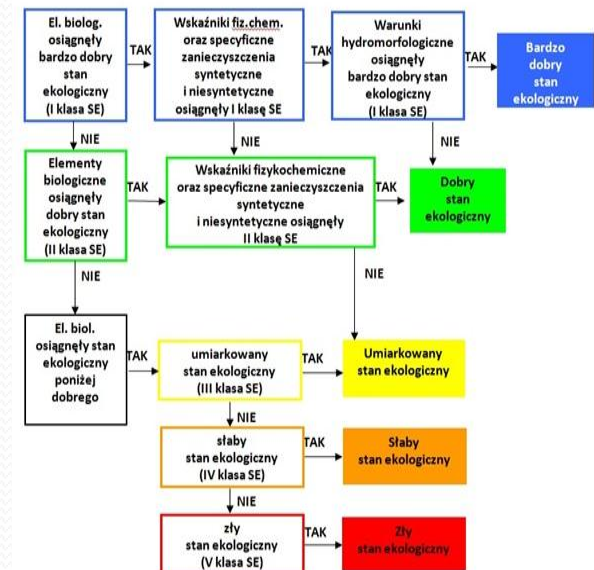 El. biolog.
osiągnęły
bardzo dobry
stan
ekologiczny
(I klasa SE)
TAK
Wskaźniki fiz.chem.
oraz specyficzne
zanieczyszczenia
syntetyczne
i niesyntetyczne
osiągnęły I klasę SE
TAK
Warunki
hydromorfologiczne
osiągnęły
bardzo dobry stan
ekologiczny
(I klasa SE)
TAK
Bardzo
dobry
stan
ekologiczny
NIE
NIE
NIE
Elementy
biologiczne
osiągnęły
dobry stan
ekologiczny
(II klasa SE)
TAK
Wskaźniki fizykochemiczne
oraz specyficzne zanieczyszczenia
syntetyczne
i niesyntetyczne osiągnęły
II klasę SE
TAK
Dobry
stan
ekologiczny
NIE
NIE
El. biol.
osiągnęły stan
ekologiczny
poniżej
dobrego
TAK
umiarkowany
stan ekologiczny
(III klasa SE)
TAK
Umiarkowany
stan ekologiczny
NIE
słaby
stan ekologiczny
(IV klasa SE)
TAK
Słaby
stan ekologiczny
NIE
zły
stan ekologiczny
(V klasa SE)
TAK
Zły
stan ekologiczny